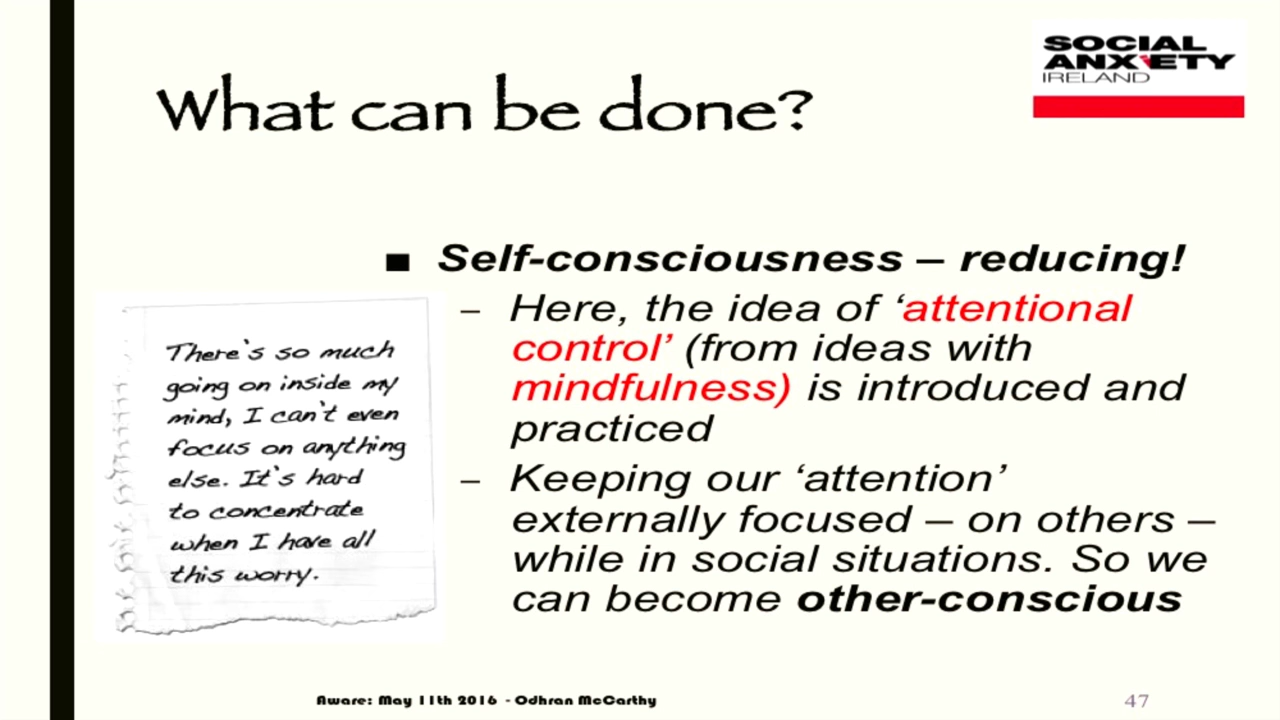 SOCIAL
ANXIETY
IRELAND
What can be done?
■ Self-consciousness – reducing!
– Here, the idea of ‘attentional
control’ (from ideas with
mindfulness) is introduced and
practiced
– Keeping our ‘attention’
externally focused – on others –
while in social situations. So we
can become other-conscious
There's so much
going on inside my
mind, I can't even
focus on anything
else. It's hard
to concentrate
when I have all
this worry.
Aware: May 11th 2016 - Odhran McCarthy
47